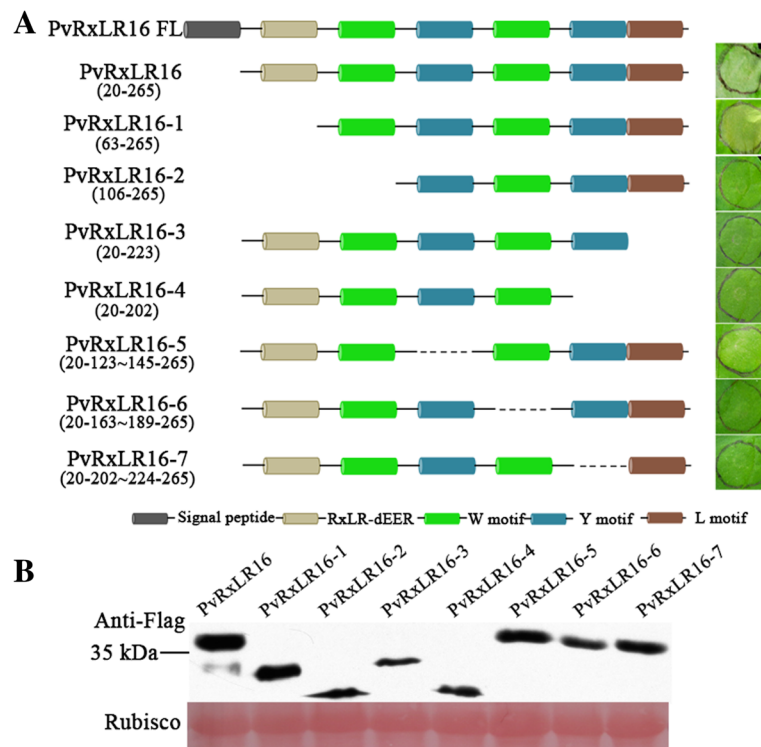 A
PvRxLR16 FL
PvRxLR16
(20-265)
PvRxLR16-1
(63-265)
PvRxLR16-2
(106-265)
PvRxLR16-3
(20-223)
PvRxLR16-4
(20-202)
PvRxLR16-5
(20-123~145-265)
PvRxLR16-6
(20-163~189-265)
PvRxLR16-7
(20-202~224-265)
Signal peptide RxLR-dEER W motif Y motif L motif
B
PvRxLR16 PvRxLR16-1 PvRxLR16-2 PvRxLR16-3 PvRxLR16-4 PvRxLR16-5 PvRxLR16-6 PvRxLR16-7
Anti-Flag
35 kDa
Rubisco